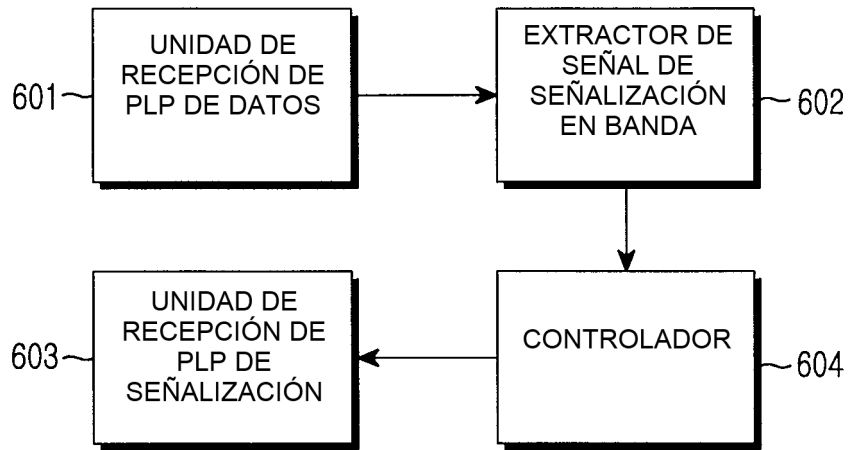 UNIDAD DE
RECEPCIÓN DE
PLP DE DATOS
601
EXTRACTOR DE
SEÑAL DE
SEÑALIZACIÓN
EN BANDA
602
UNIDAD DE
RECEPCIÓN DE
PLP DE
SEÑALIZACIÓN
603
CONTROLADOR
604